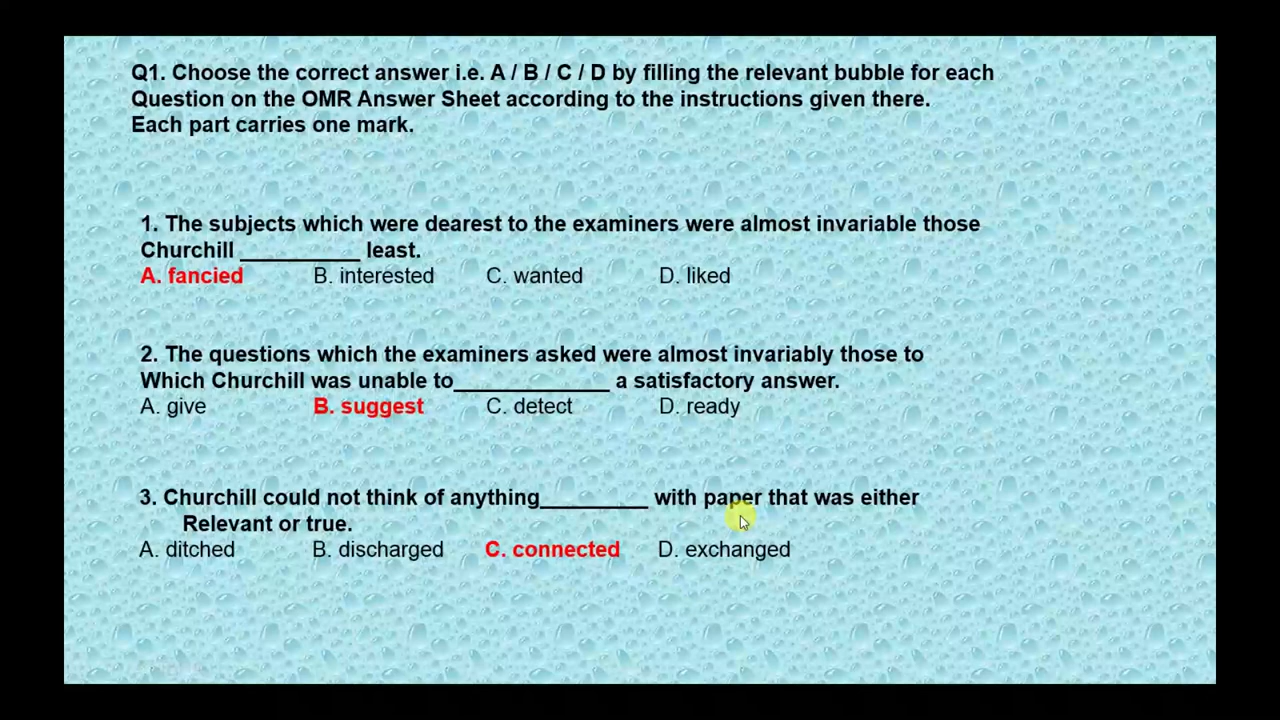 Q1. Choose the correct answer i.e. A / B / C / D by filling the relevant bubble for each
Question on the OMR Answer Sheet according to the instructions given there.
Each part carries one mark.
1. The subjects which were dearest to the examiners were almost invariable those
Churchill __________ least.
A. fancied B. interested C. wanted D. liked
2. The questions which the examiners asked were almost invariably those to
Which Churchill was unable to_____________ a satisfactory answer.
A. give B. suggest C. detect D. ready
3. Churchill could not think of anything_________ with paper that was either
Relevant or true.
A. ditched B. discharged C. connected D. exchanged